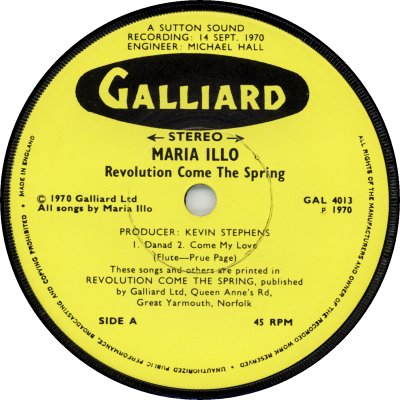 A SUTTON SOUND
RECORDING: 14 SEPT. 1970
ENGINEER: MICHAEL HALL
GALLIARD
← STEREO →
MARIA ILLO
Revolution Come The Spring
© 1970 Galliard Ltd
All songs by Maria Illo
GAL 4013
P. 1970
PRODUCER: KEVIN STEPHENS
1. Danad 2. Come My Love
(Flute—Prue Page)
These songs and others are printed in
REVOLUTION COME THE SPRING, published
by Galliard Ltd, Queen Anne's Rd,
Great Yarmouth, Norfolk
SIDE A
45 RPM
MADE IN ENGLAND
ALL RIGHTS OF THE MANUFACTURERS AND OWNER OF THE RECORDED WORK RESERVED • UNAUTHORIZED PUBLIC PERFORMANCE, BROADCASTING AND COPYING PROHIBITED •